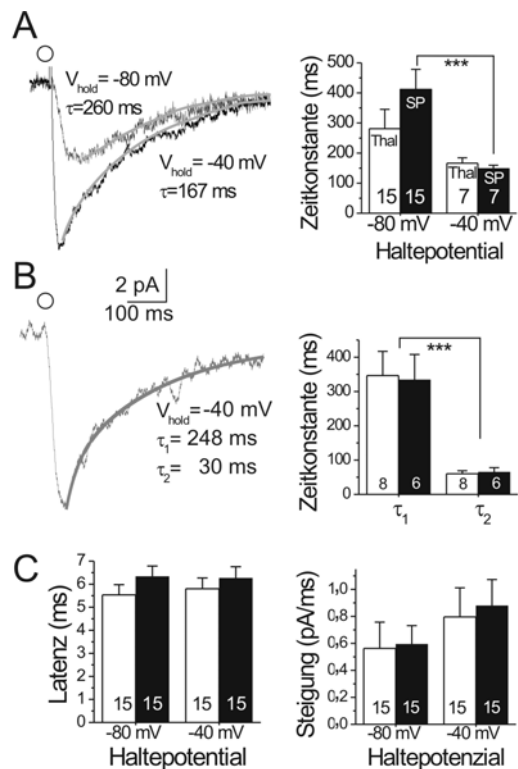 A
V hold = -80 mV
τ=260 ms
V hold = -40 mV
τ=167 ms
Zeitkonstante (ms)
500
400
300
200
100
0
***
Thal
SP
Thal
SP
15
15
7
7
-80 mV
-40 mV
Haltepotential
B
2 pA
100 ms
V hold = -40 mV
τ1= 248 ms
τ2= 30 ms
Zeitkonstante (ms)
400
300
200
100
0
***
8
6
8
6
τ1
τ2
C
Latenz (ms)
7
6
5
4
3
2
1
0
15
15
15
15
-80 mV
-40 mV
Haltepotential
Steigung (pA/ms)
1,0
0,8
0,6
0,4
0,2
0,0
15
15
15
15
-80 mV
-40 mV
Haltepotenzial